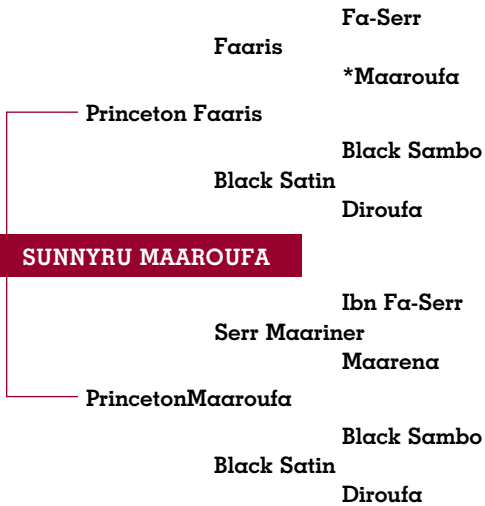 Fa-Serr
Faaris
*Maaroufa
Princeton Faaris
Black Sambo
Black Satin
Diroufa
SUNNYRU MAAROUFA
Ibn Fa-Serr
Serr Maariner
Maarena
PrincetonMaaroufa
Black Sambo
Black Satin
Diroufa